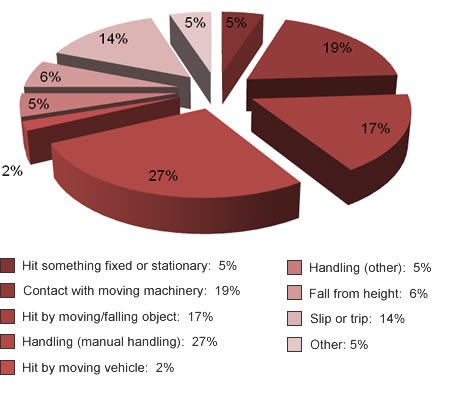 5%
5%
19%
14%
6%
5%
17%
2%
27%
Hit something fixed or stationary: 5%
Contact with moving machinery: 19%
Hit by moving/falling object: 17%
Handling (manual handling): 27%
Hit by moving vehicle: 2%
Handling (other): 5%
Fall from height: 6%
Slip or trip: 14%
Other: 5%